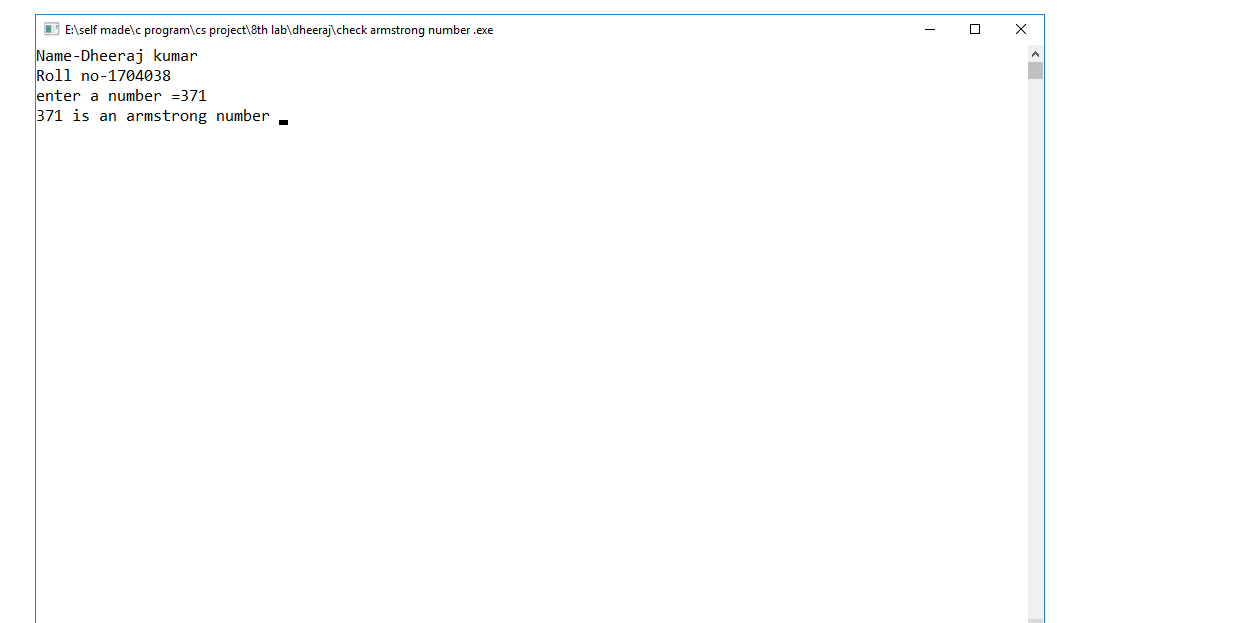 E:\self made\c program\cs project\8th lab\dheeraj\check armstrong number .exe
Name-Dheeraj kumar
Roll no-1704038
enter a number =371
371 is an armstrong number